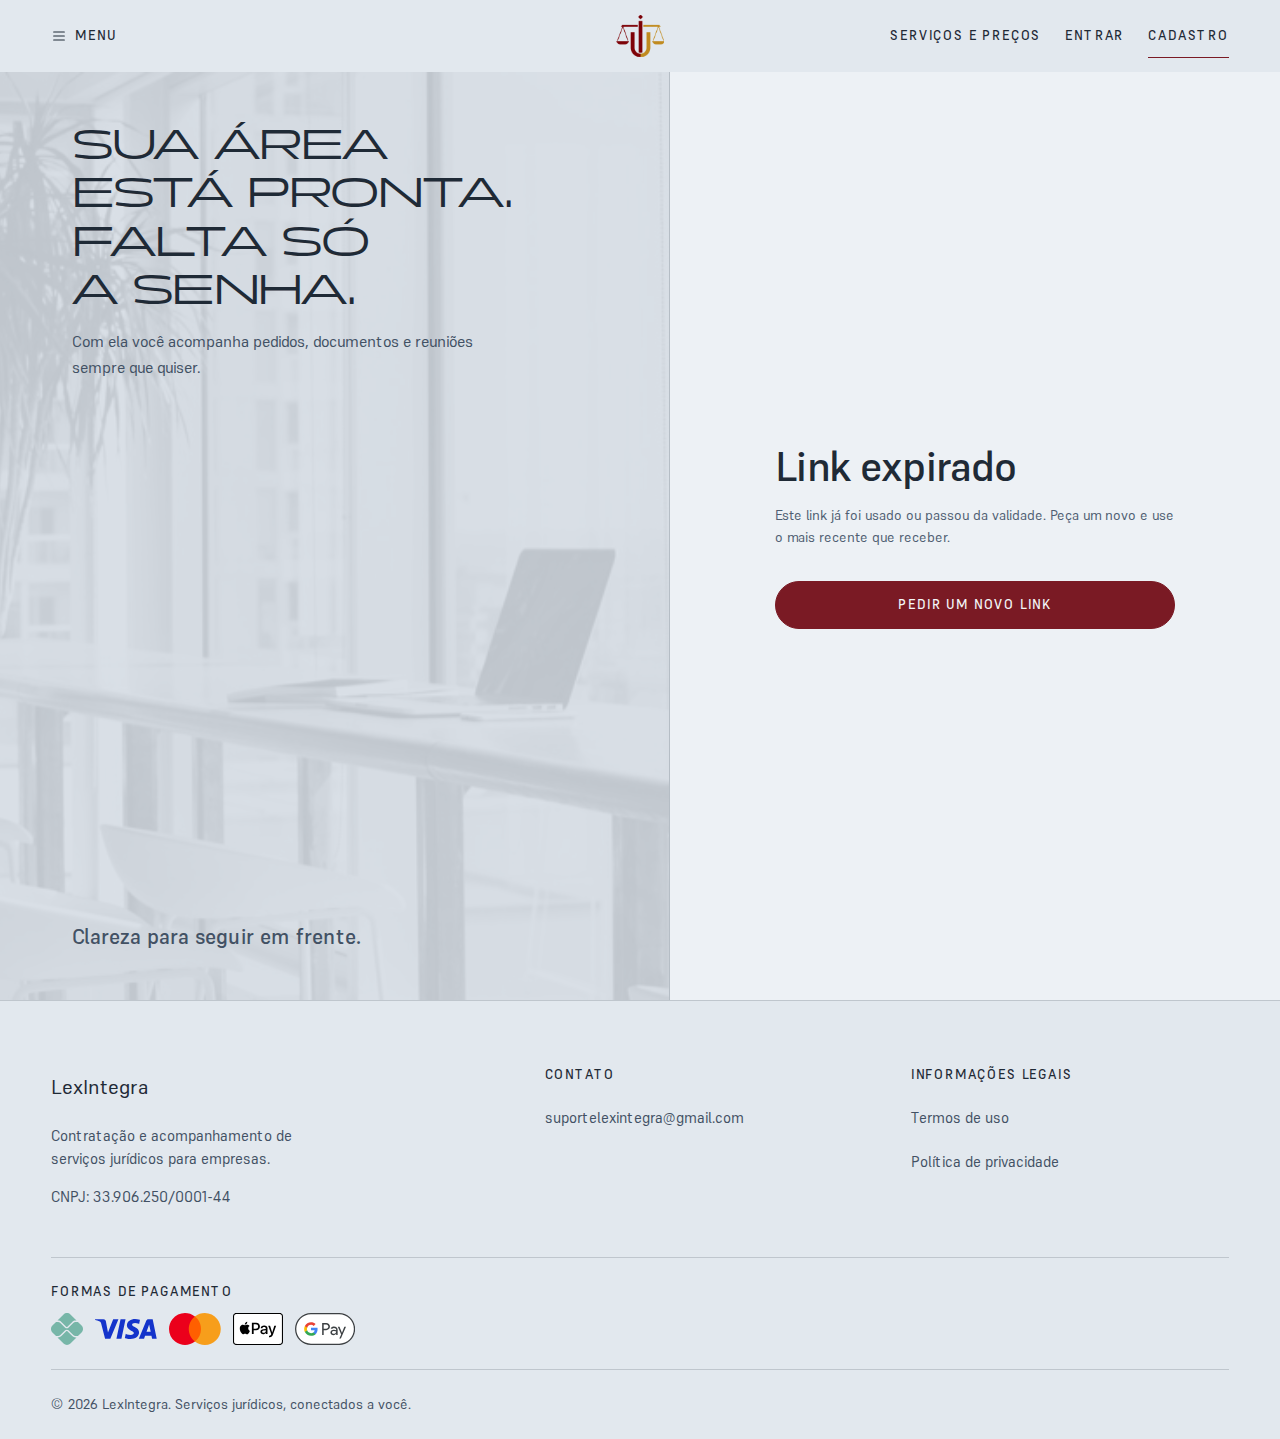 MENU
SERVIÇOS E PREÇOS
ENTRAR
CADASTRO
SUA ÁREA
ESTÁ PRONTA.
FALTA SÓ
A SENHA.
Com ela você acompanha pedidos, documentos e reuniões
sempre que quiser.
Clareza para seguir em frente.
Link expirado
Este link já foi usado ou passou da validade. Peça um novo e use
o mais recente que receber.
PEDIR UM NOVO LINK
LexIntegra
Contratação e acompanhamento de
serviços jurídicos para empresas.
CNPJ: 33.906.250/0001-44
CONTATO
suportelexintegra@gmail.com
INFORMAÇÕES LEGAIS
Termos de uso
Política de privacidade
FORMAS DE PAGAMENTO
VISA
Pay
G Pay
© 2026 LexIntegra. Serviços jurídicos, conectados a você.